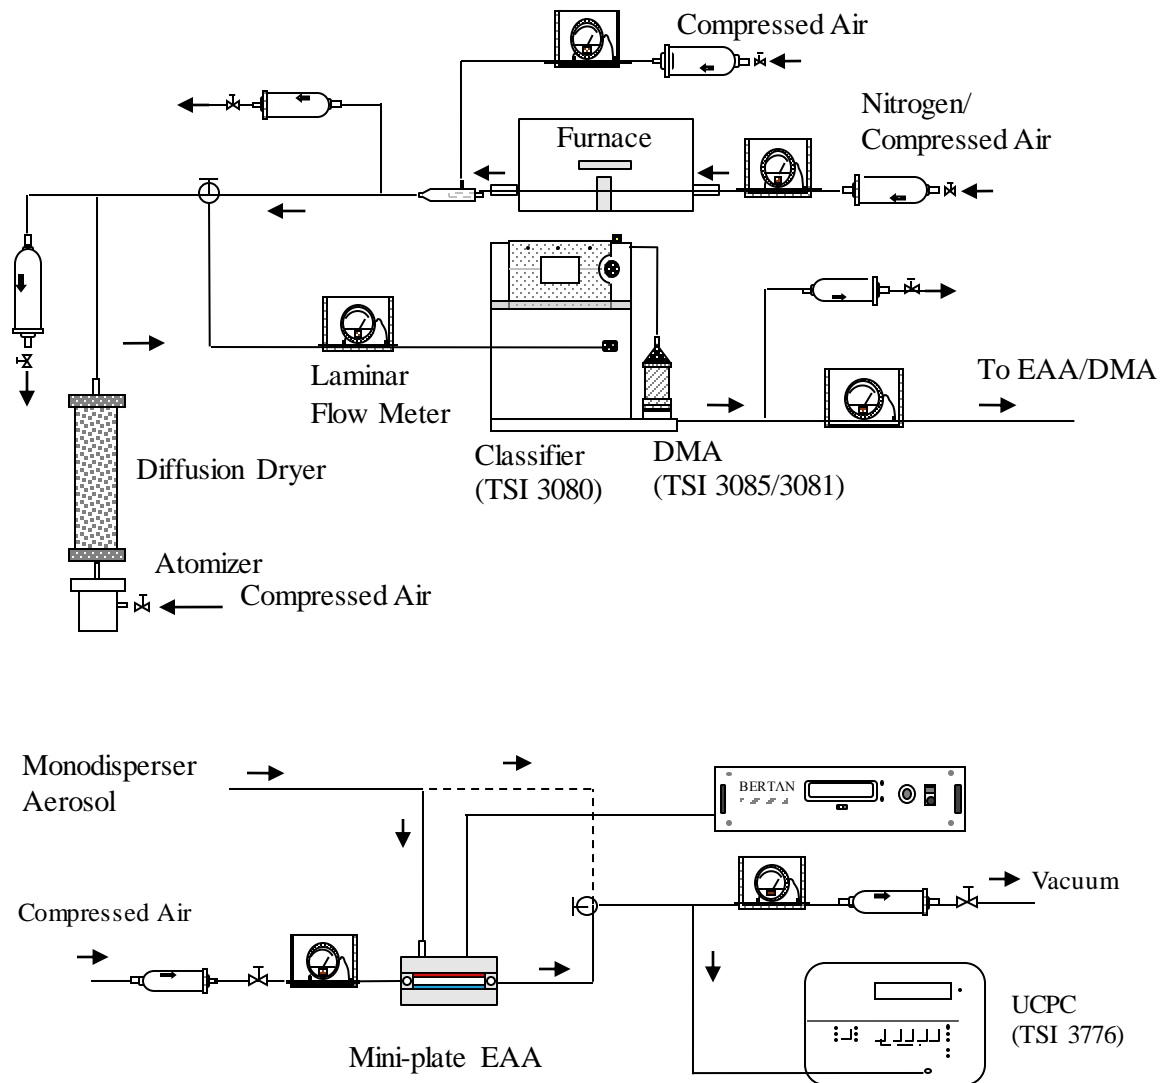 Compressed Air
Nitrogen/
Compressed Air
Furnace
Laminar
Flow Meter
To EAA/DMA
Classifier
(TSI 3080)
DMA
(TSI 3085/3081)
Diffusion Dryer
Atomizer
Compressed Air
Monodisperser
Aerosol
BERTAN
Vacuum
Compressed Air
UCPC
(TSI 3776)
Mini-plate EAA